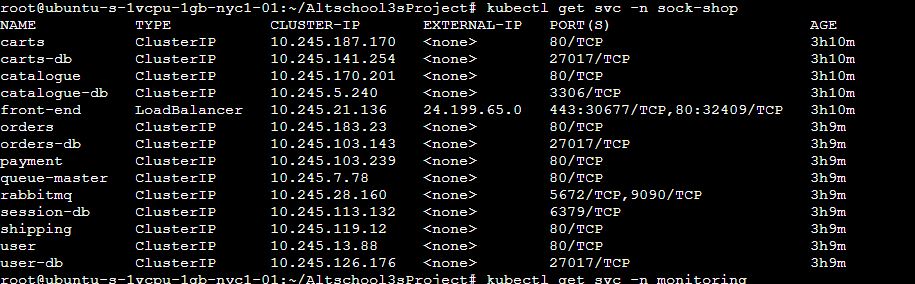 root@ubuntu-s-1vcpu-1gb-nyc1-01:~/Altschool3sProject# kubectl get svc -n sock-shop
NAME TYPE CLUSTER-IP EXTERNAL-IP PORT(S) AGE
carts ClusterIP 10.245.187.170 <none> 80/TCP 3h10m
carts-db ClusterIP 10.245.141.254 <none> 27017/TCP 3h10m
catalogue ClusterIP 10.245.170.201 <none> 80/TCP 3h10m
catalogue-db ClusterIP 10.245.5.240 <none> 3306/TCP 3h10m
front-end LoadBalancer 10.245.21.136 24.199.65.0 443:30677/TCP,80:32409/TCP 3h10m
orders ClusterIP 10.245.183.23 <none> 80/TCP 3h9m
orders-db ClusterIP 10.245.103.143 <none> 27017/TCP 3h9m
payment ClusterIP 10.245.103.239 <none> 80/TCP 3h9m
queue-master ClusterIP 10.245.7.78 <none> 80/TCP 3h9m
rabbitmq ClusterIP 10.245.28.160 <none> 5672/TCP,9090/TCP 3h9m
session-db ClusterIP 10.245.113.132 <none> 6379/TCP 3h9m
shipping ClusterIP 10.245.119.12 <none> 80/TCP 3h9m
user ClusterIP 10.245.13.88 <none> 80/TCP 3h9m
user-db ClusterIP 10.245.126.176 <none> 27017/TCP 3h9m
root@ubuntu-s-1vcpu-1gb-nyc1-01:~/Altschool3sProject# kubectl get svc -n monitoring